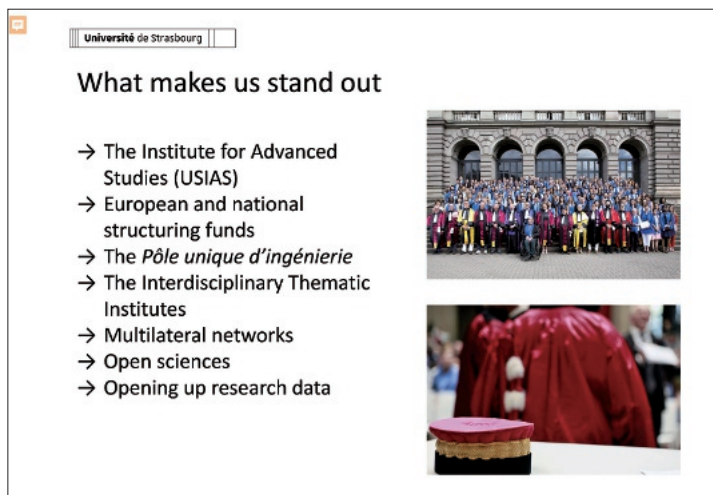 Université de Strasbourg
What makes us stand out
→ The Institute for Advanced
Studies (USIAS)
→ European and national
structuring funds
→ The Pôle unique d’ingénierie
→ The Interdisciplinary Thematic
Institutes
→ Multilateral networks
→ Open sciences
→ Opening up research data